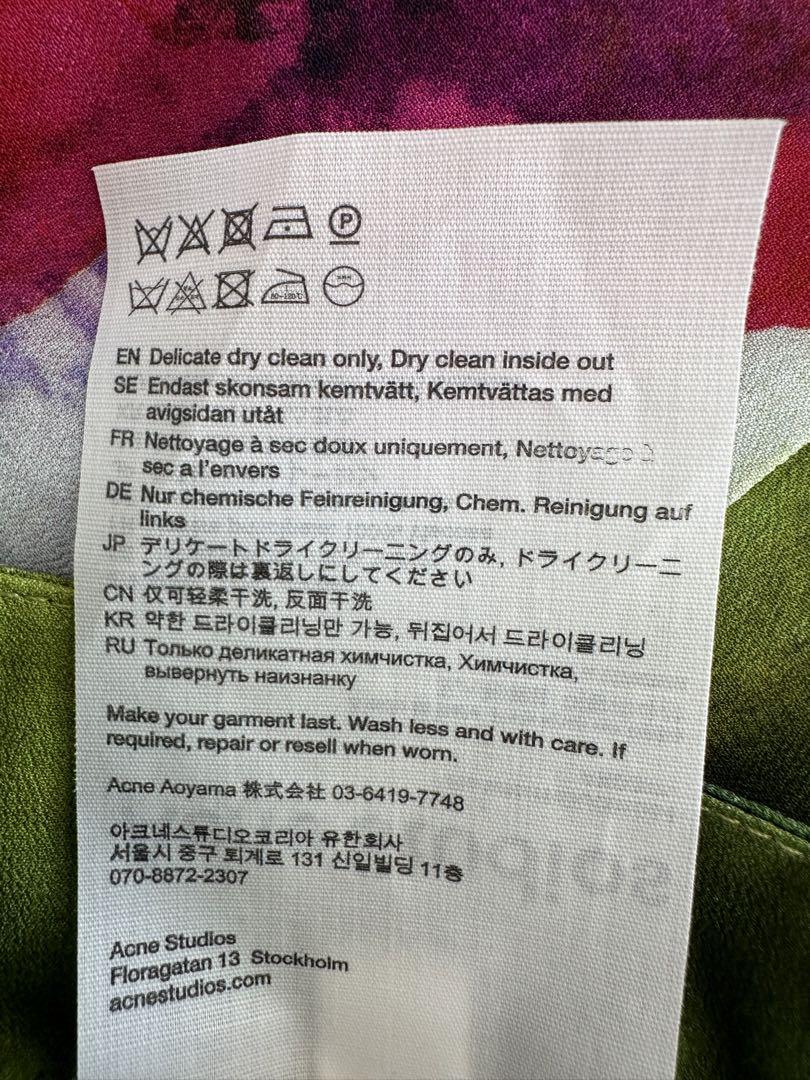 P
80~120℃
EN Delicate dry clean only, Dry clean inside out
SE Endast skonsam kemtvätt, Kemtvättas med
avigsidan utåt
FR Nettoyage à sec doux uniquement, Nettoyage à
sec a l'envers
DE Nur chemische Feinreinigung, Chem. Reinigung auf
links
JP デリケートドライクリーニングのみ, ドライクリーニ
ングの際は裏返しにしてください
CN 仅可轻柔干洗, 反面干洗
KR 약한 드라이클리닝만 가능, 뒤집어서 드라이클리닝
RU Только деликатная химчистка, Химчистка,
вывернуть наизнанку
Make your garment last. Wash less and with care. If
required, repair or resell when worn.
Acne Aoyama 株式会社 03-6419-7748
아크네스튜디오코리아 유한회사
서울시 중구 퇴계로 131 신일빌딩 11층
070-8872-2307
Acne Studios
Floragatan 13 Stockholm
acnestudios.com